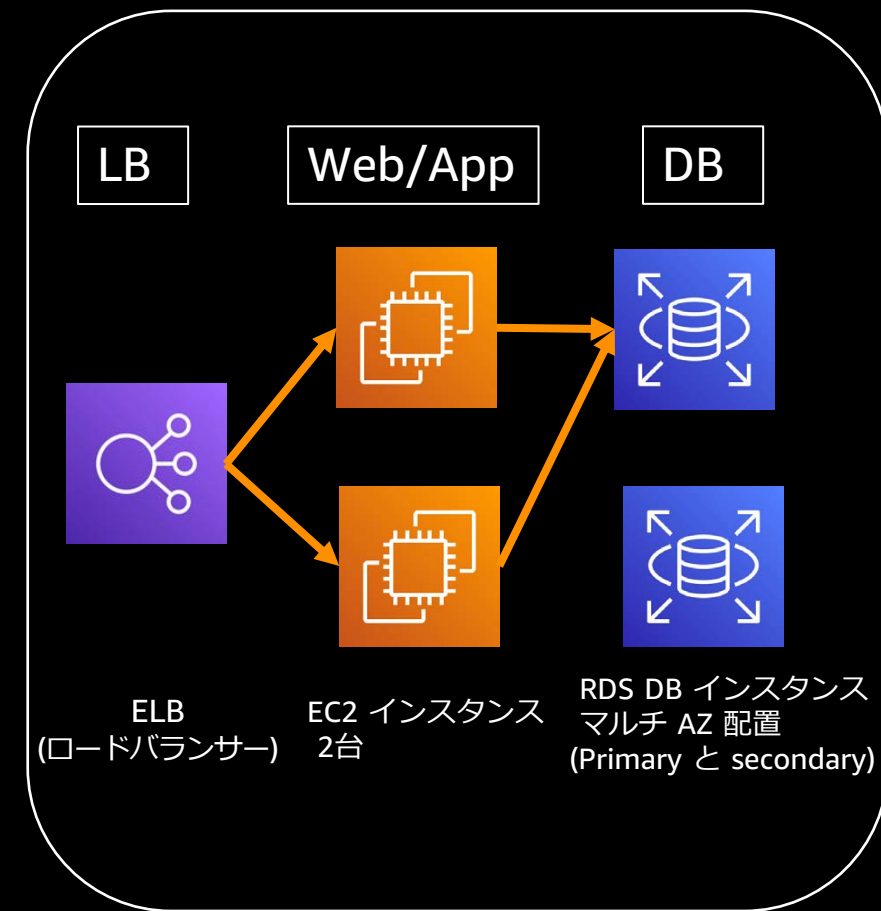 LB
Web/App
DB
ELB
(ロードバランサー)
EC2 インスタンス
2台
RDS DB インスタンス
マルチ AZ 配置
(Primary と secondary)